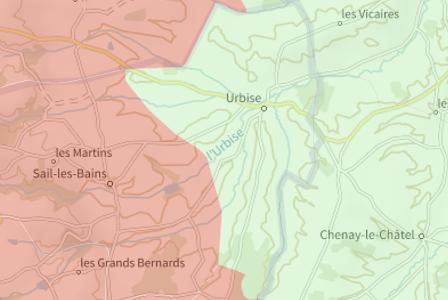 les Vicaires
Urbise
l'Urbise
les Martins
Sail-les-Bains
Chenay-le-Châtel
les Grands Bernards